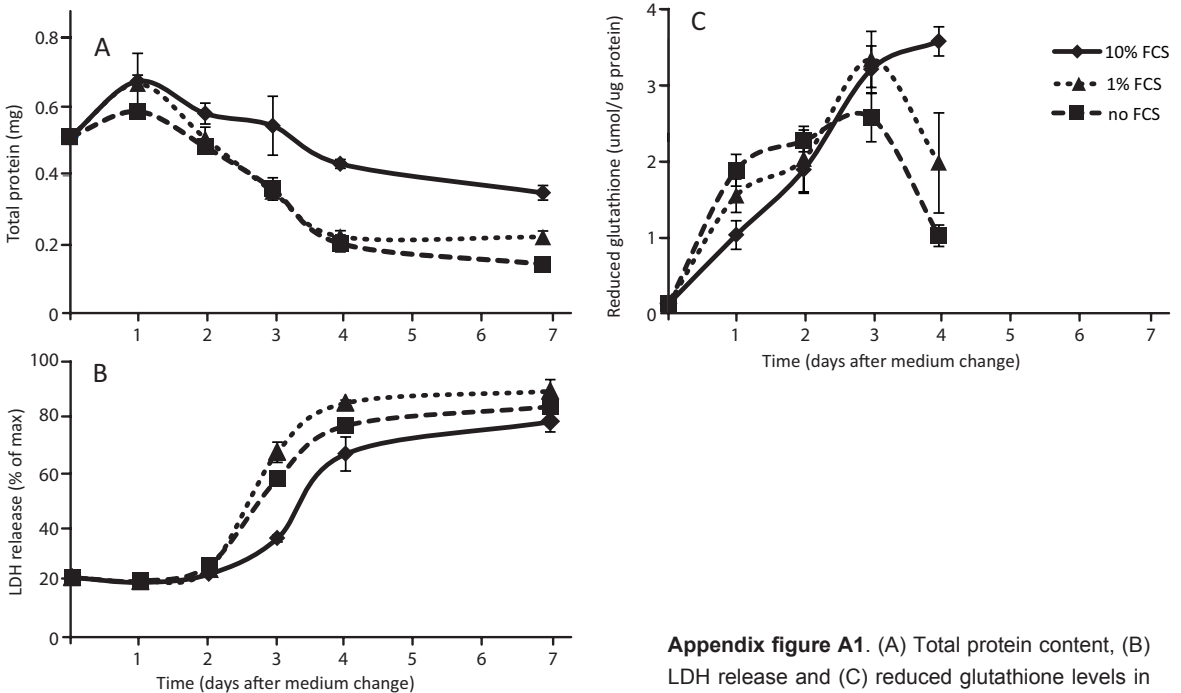 A
Total protein (mg)
0.8
0.6
0.4
0.2
0
1 2 3 4 5 6 7
B
LDH relaease (% of max)
100
80
60
40
20
0
1 2 3 4 5 6 7
Time (days after medium change)
C
Reduced glutathione (umol/ug protein)
4
3
2
1
0
1 2 3 4 5 6 7
Time (days after medium change)
10% FCS
1% FCS
no FCS
Appendix figure A1. (A) Total protein content, (B)
LDH release and (C) reduced glutathione levels in